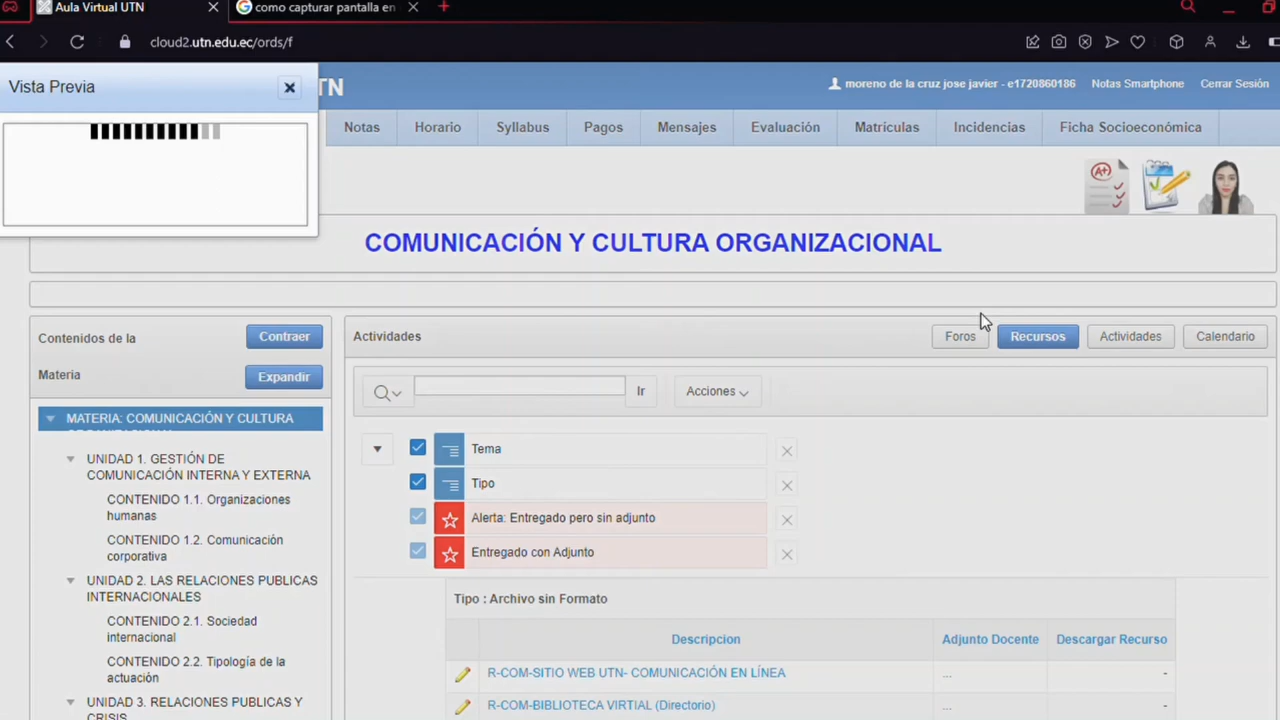 Aula Virtual UTN
como capturar pantalla en
cloud2.utn.edu.ec/ords/f
Vista Previa
UTN
moreno de la cruz jose javier - e1720860186
Notas Smartphone
Cerrar Sesión
Notas
Horario
Syllabus
Pagos
Mensajes
Evaluación
Matrículas
Incidencias
Ficha Socioeconómica
A+
COMUNICACIÓN Y CULTURA ORGANIZACIONAL
Contenidos de la
Materia
Contraer
Expandir
MATERIA: COMUNICACIÓN Y CULTURA
ORGANIZACIONAL
UNIDAD 1. GESTIÓN DE
COMUNICACIÓN INTERNA Y EXTERNA
CONTENIDO 1.1. Organizaciones
humanas
CONTENIDO 1.2. Comunicación
corporativa
UNIDAD 2. LAS RELACIONES PUBLICAS
INTERNACIONALES
CONTENIDO 2.1. Sociedad
internacional
CONTENIDO 2.2. Tipología de la
actuación
UNIDAD 3. RELACIONES PUBLICAS Y
CRISIS
Actividades
Foros
Recursos
Actividades
Calendario
Ir
Acciones
Tema
Tipo
Alerta: Entregado pero sin adjunto
Entregado con Adjunto
Tipo : Archivo sin Formato
Descripcion
Adjunto Docente
Descargar Recurso
R-COM-SITIO WEB UTN- COMUNICACIÓN EN LÍNEA
...
-
R-COM-BIBLIOTECA VIRTIAL (Directorio)
...
-